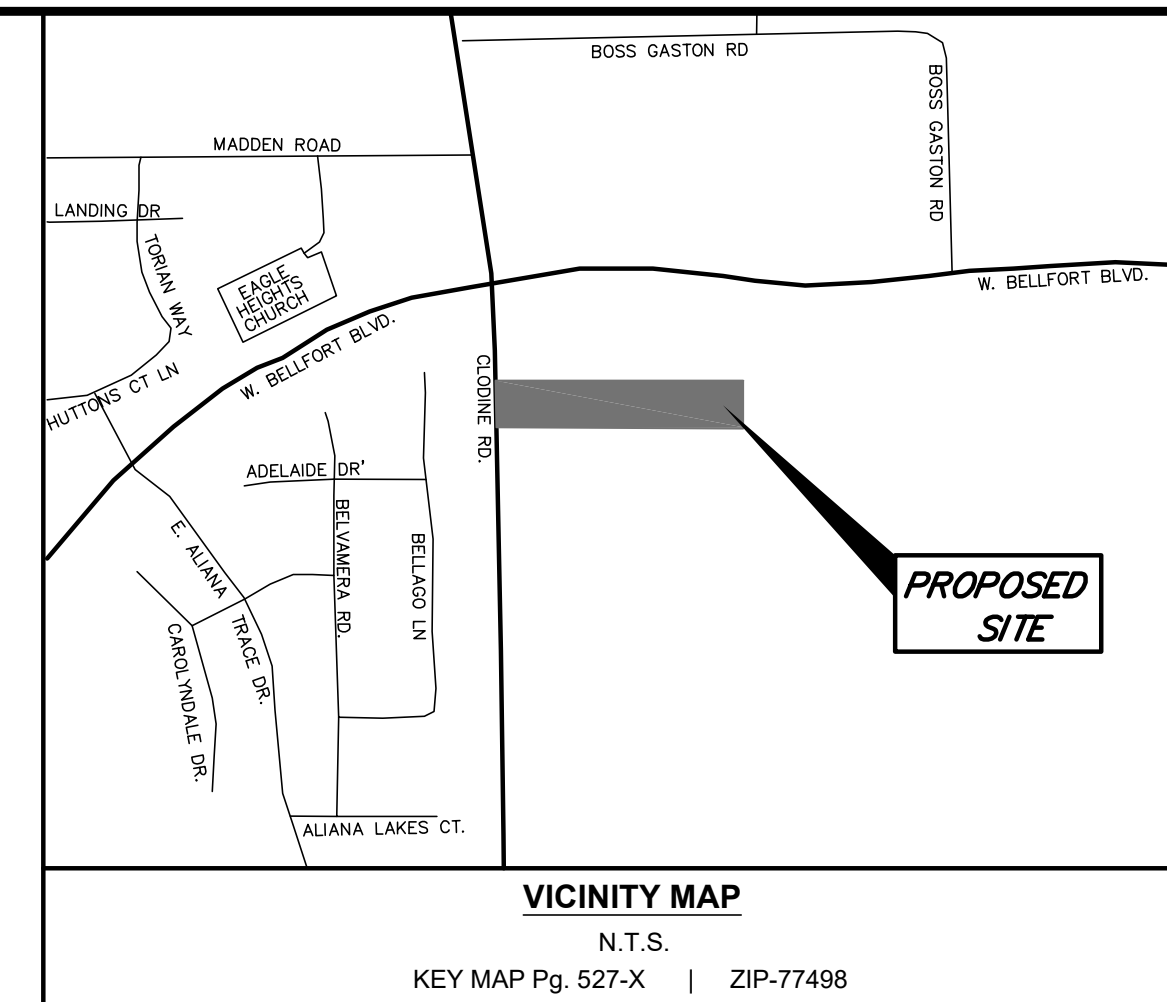 BOSS GASTON RD
BOSS GASTON RD
MADDEN ROAD
LANDING DR
TORIAN WAY
EAGLE
HEIGHTS
CHURCH
W. BELLFORT BLVD.
W. BELLFORT BLVD.
HUTTONS CT LN
CLODINE RD.
ADELAIDE DR'
BELVAMERA RD.
BELLAGO LN
E. ALIANA
TRACE DR.
CAROLYNDALE DR.
PROPOSED
SITE
ALIANA LAKES CT.
VICINITY MAP
N.T.S.
KEY MAP Pg. 527-X | ZIP-77498